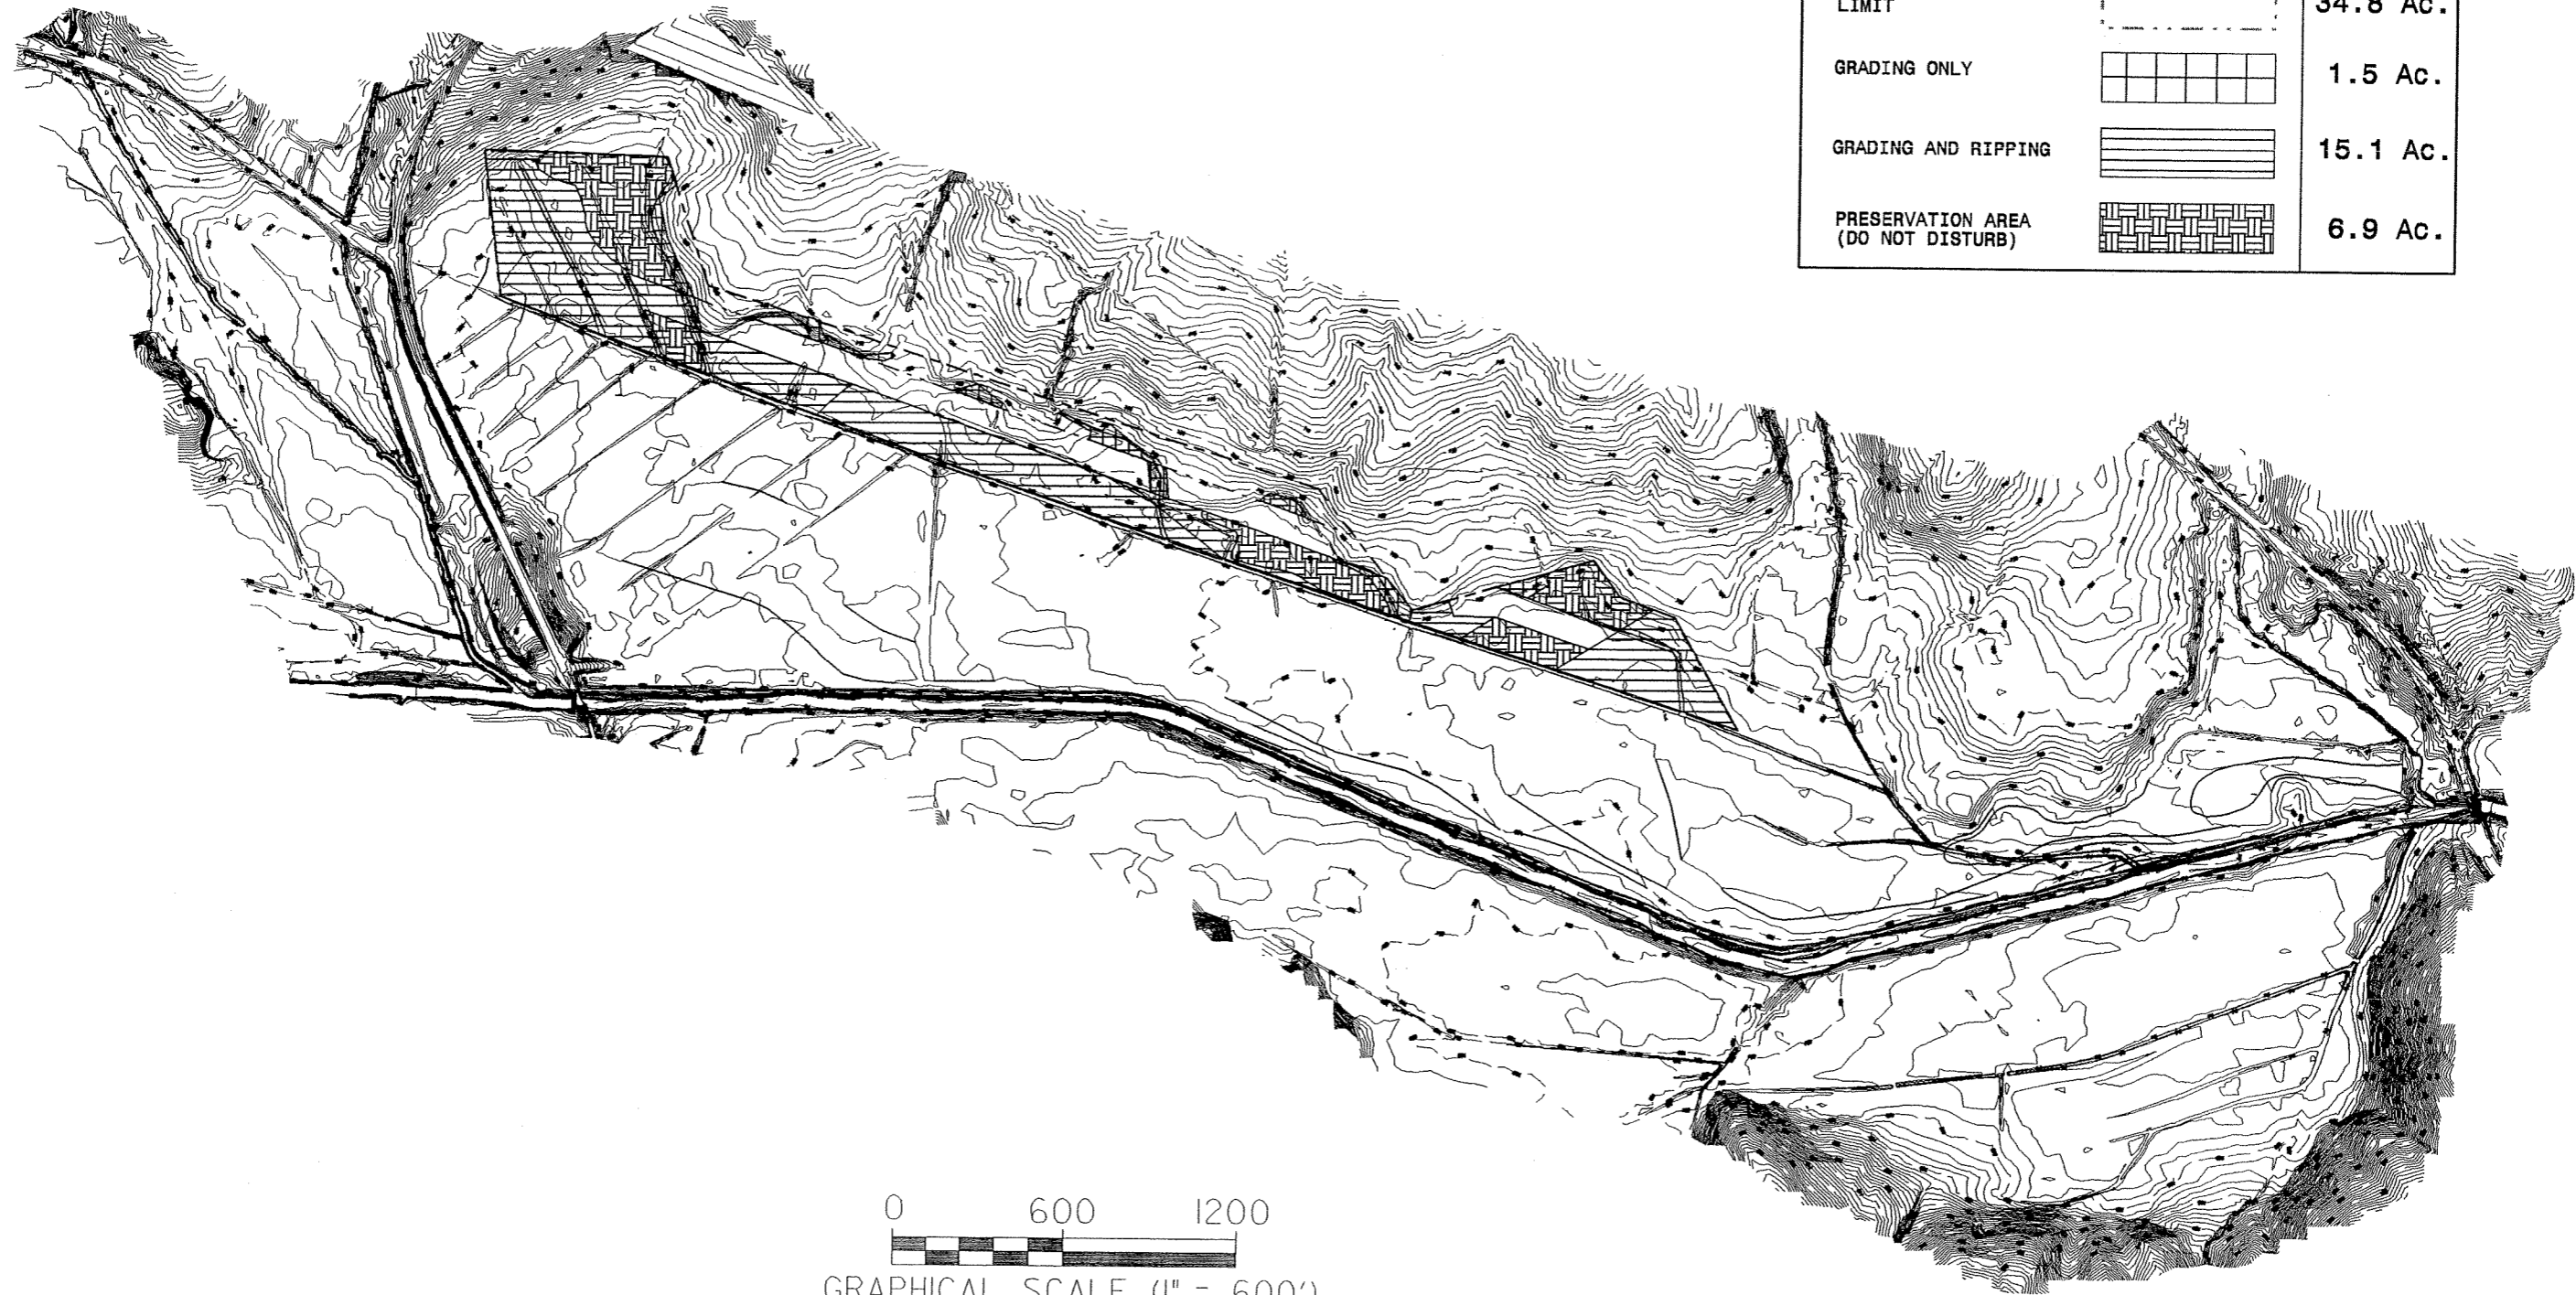 LIMIT 34.8 Ac.
GRADING ONLY 1.5 Ac.
GRADING AND RIPPING 15.1 Ac.
PRESERVATION AREA
(DO NOT DISTURB) 6.9 Ac.
0 600 1200
GRAPHICAL SCALE (1" = 600')